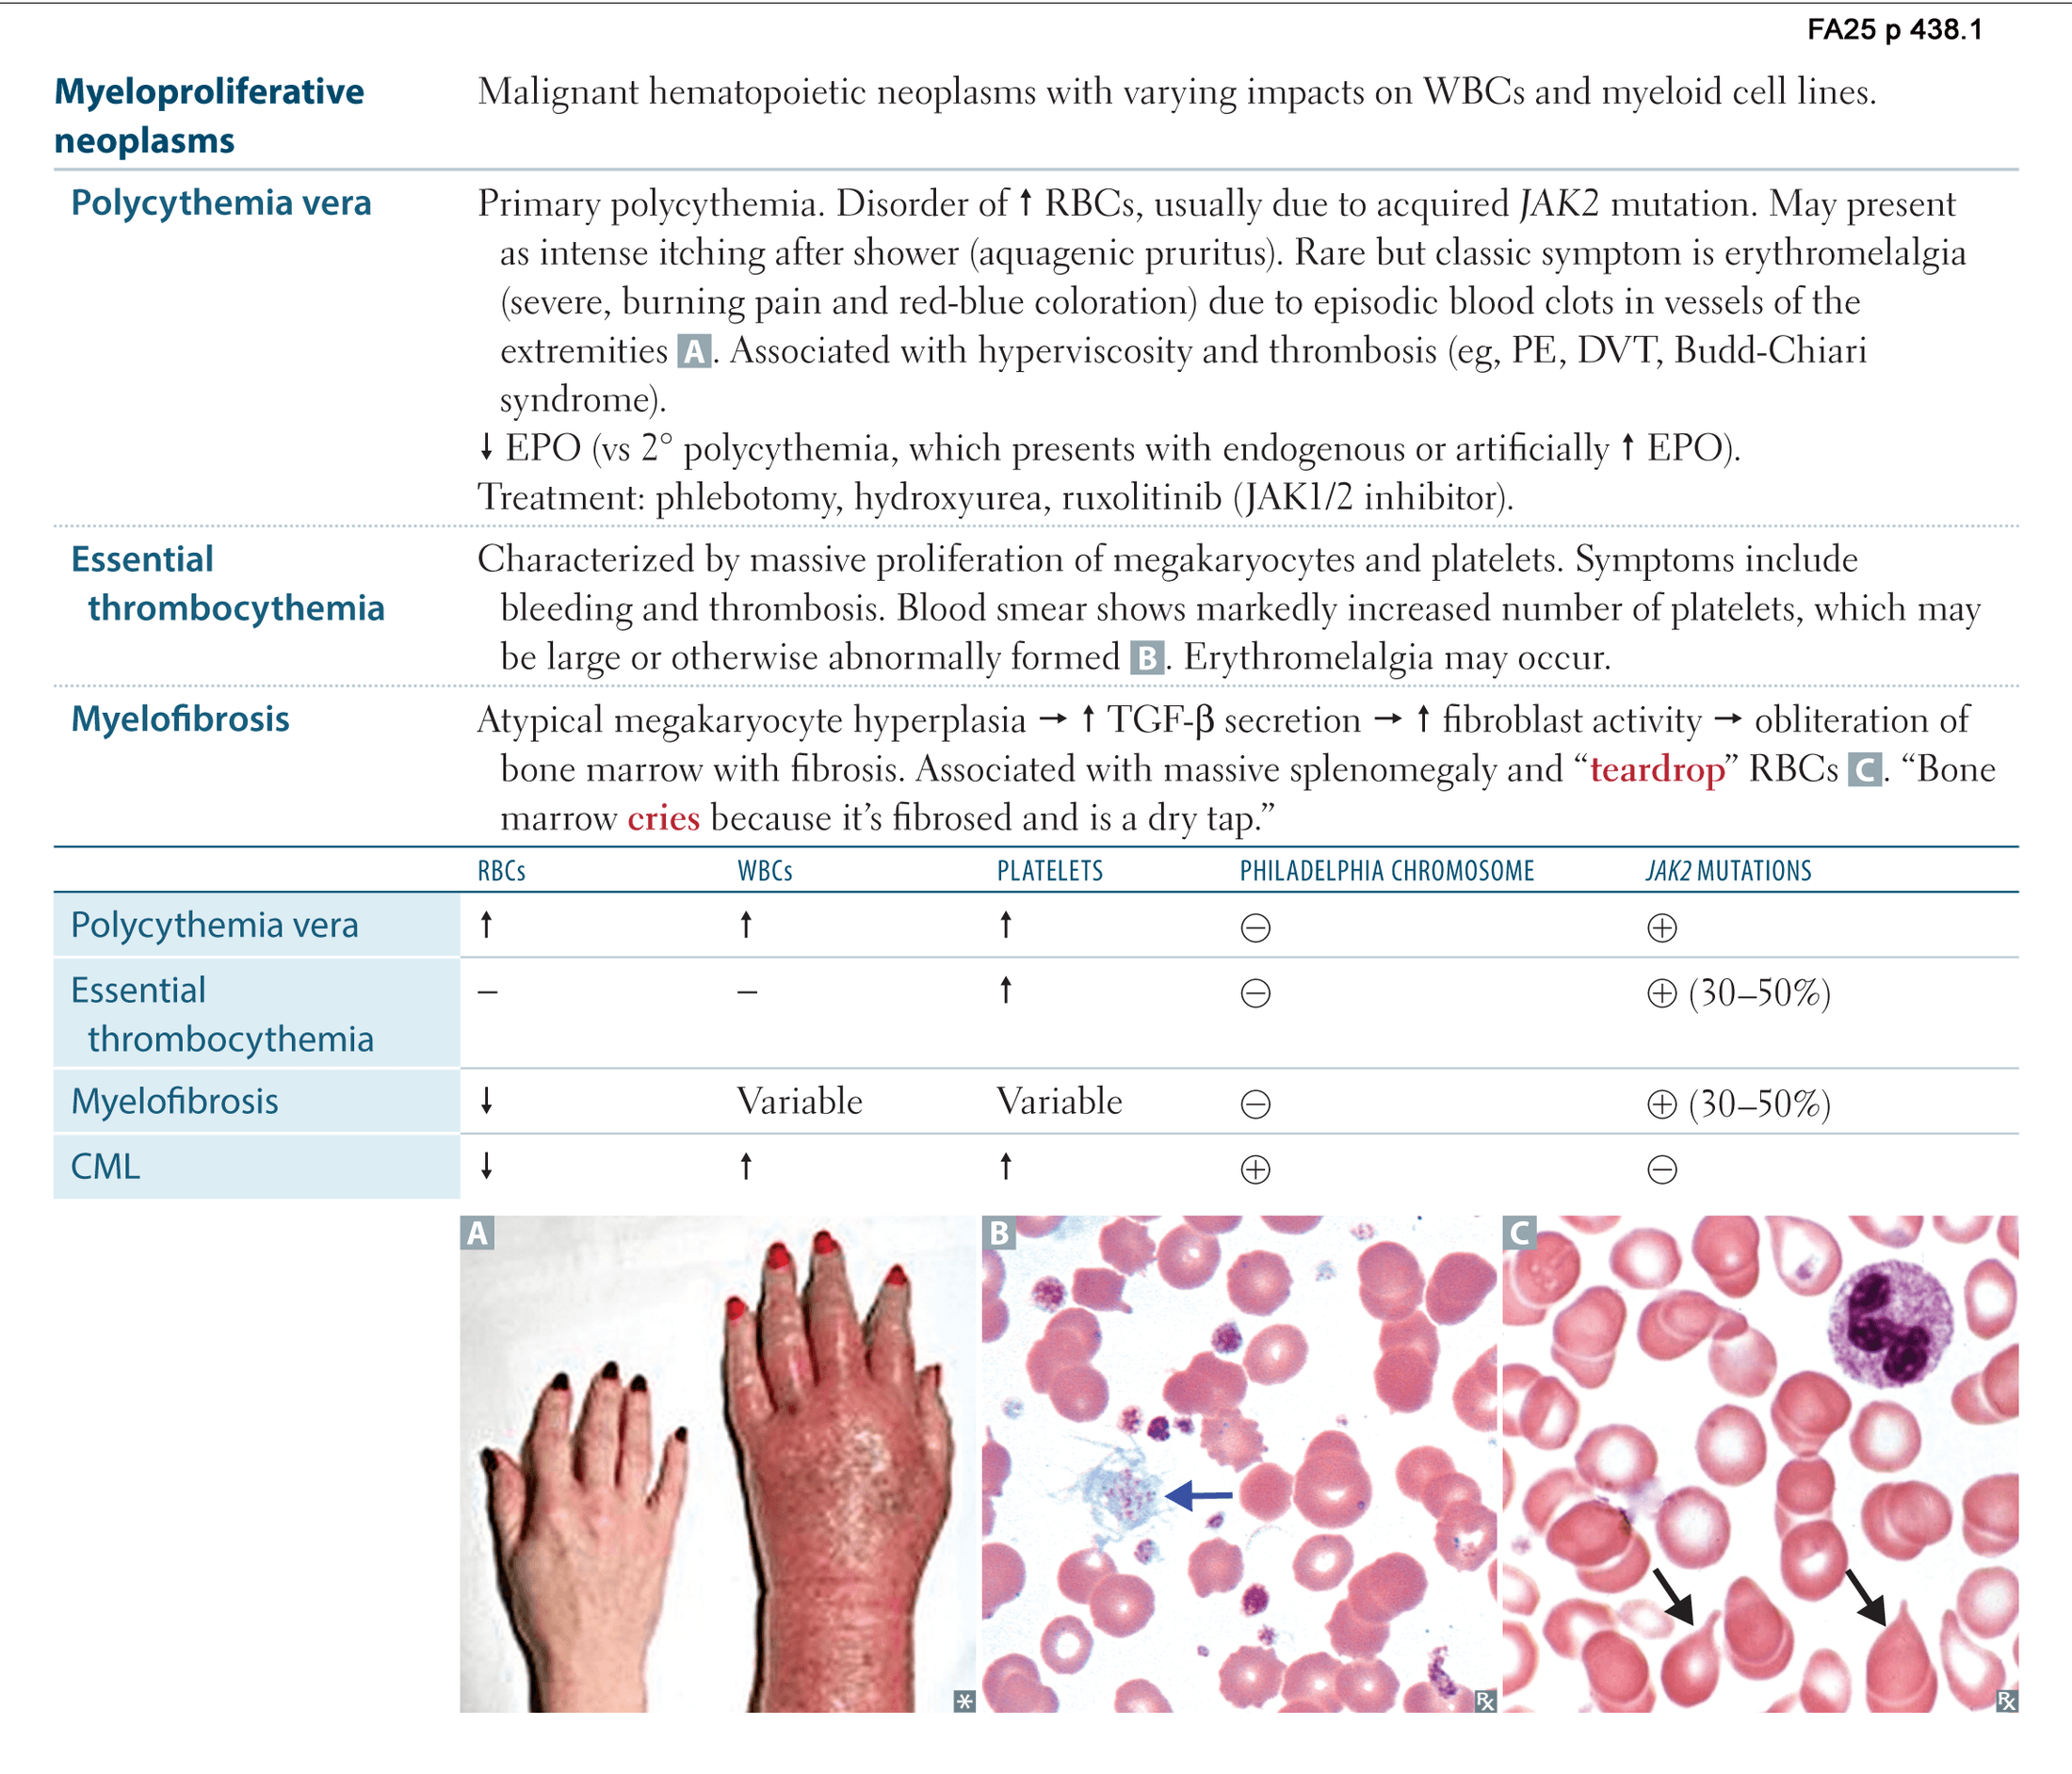 FA25 p 438.1
Myeloproliferative
neoplasms
Malignant hematopoietic neoplasms with varying impacts on WBCs and myeloid cell lines.
Polycythemia vera
Primary polycythemia. Disorder of ↑ RBCs, usually due to acquired JAK2 mutation. May present
as intense itching after shower (aquagenic pruritus). Rare but classic symptom is erythromelalgia
(severe, burning pain and red-blue coloration) due to episodic blood clots in vessels of the
extremities A. Associated with hyperviscosity and thrombosis (eg, PE, DVT, Budd-Chiari
syndrome).
↓ EPO (vs 2° polycythemia, which presents with endogenous or artificially ↑ EPO).
Treatment: phlebotomy, hydroxyurea, ruxolitinib (JAK1/2 inhibitor).
Essential
thrombocythemia
Characterized by massive proliferation of megakaryocytes and platelets. Symptoms include
bleeding and thrombosis. Blood smear shows markedly increased number of platelets, which may
be large or otherwise abnormally formed B. Erythromelalgia may occur.
Myelofibrosis
Atypical megakaryocyte hyperplasia → ↑ TGF-β secretion → ↑ fibroblast activity → obliteration of
bone marrow with fibrosis. Associated with massive splenomegaly and “teardrop” RBCs C. “Bone
marrow cries because it’s fibrosed and is a dry tap.”
RBCs WBCs PLATELETS PHILADELPHIA CHROMOSOME JAK2 MUTATIONS
Polycythemia vera ↑ ↑ ↑ ⊖ ⊕
Essential
thrombocythemia
– – ↑ ⊖ ⊕ (30–50%)
Myelofibrosis ↓ Variable Variable ⊖ ⊕ (30–50%)
CML ↓ ↑ ↑ ⊕ ⊖
A B C
* Rx Rx